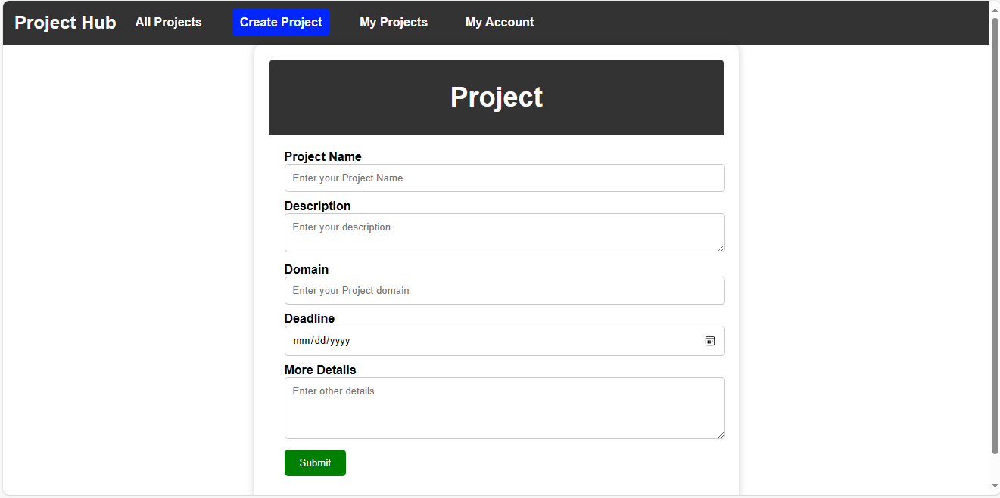 Project Hub All Projects Create Project My Projects My Account
Project
Project Name
Enter your Project Name
Description
Enter your description
Domain
Enter your Project domain
Deadline
mm/dd/yyyy
More Details
Enter other details
Submit